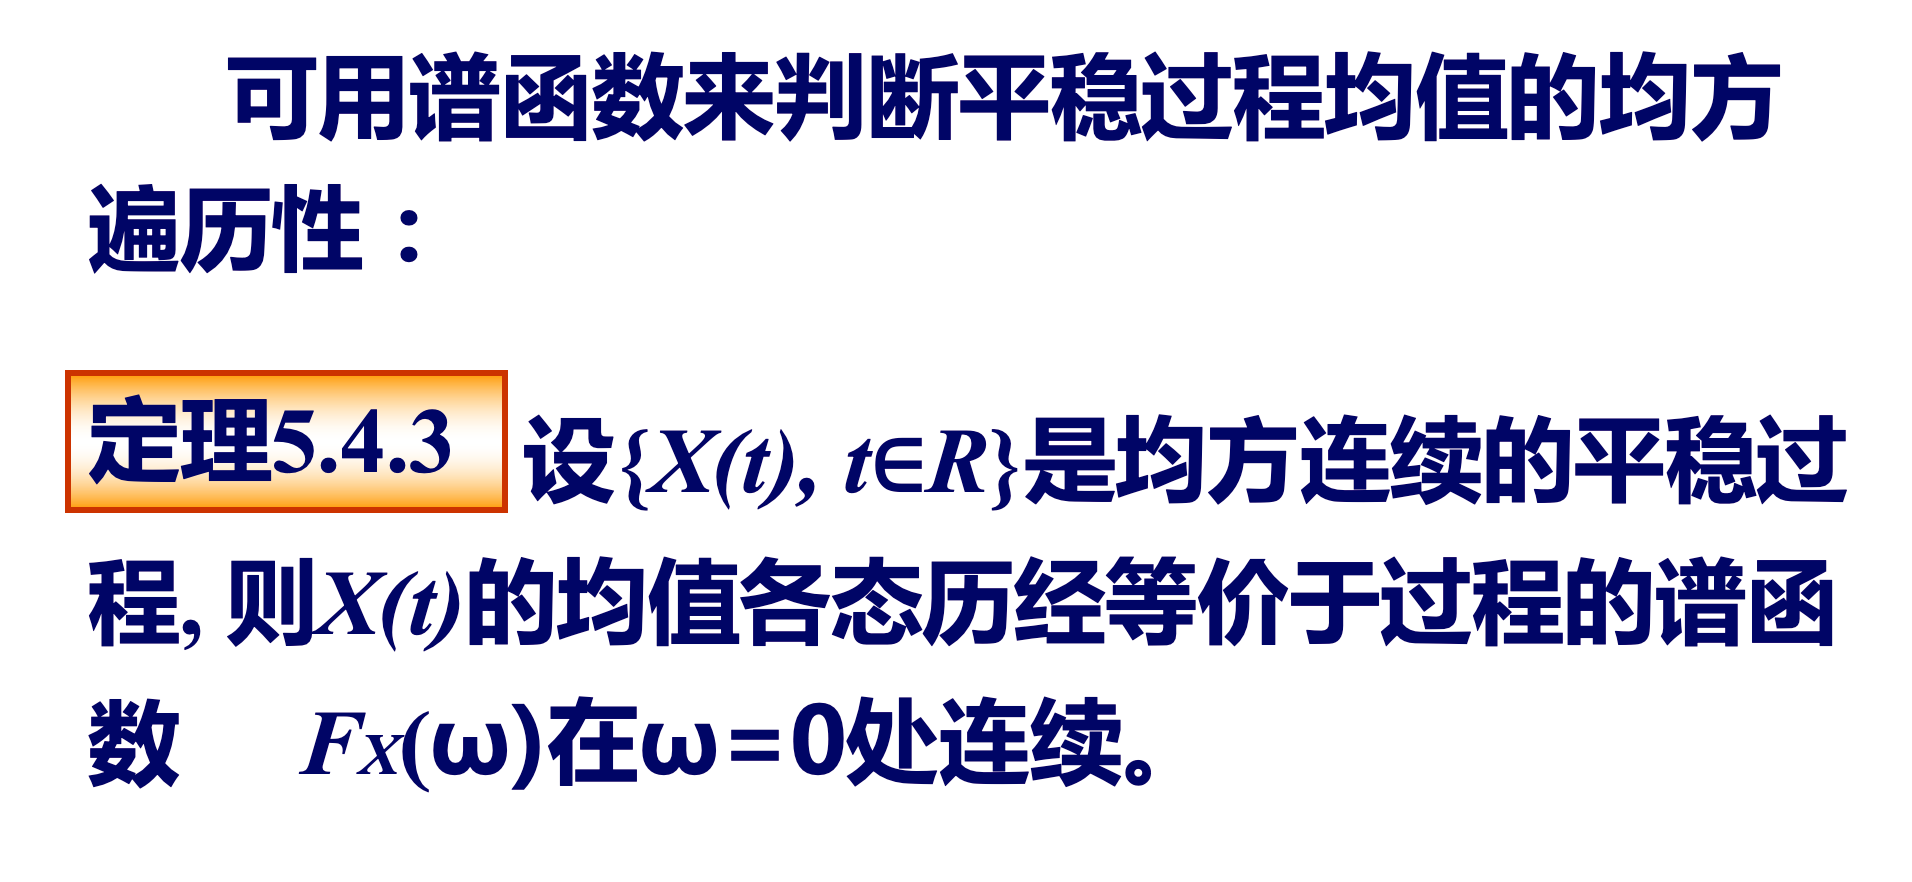 可用谱函数来判断平稳过程均值的均方
遍历性：
定理5.4.3 设{X(t), t∈R}是均方连续的平稳过
程, 则X(t)的均值各态历经等价于过程的谱函
数 F_X(ω)在ω=0处连续。